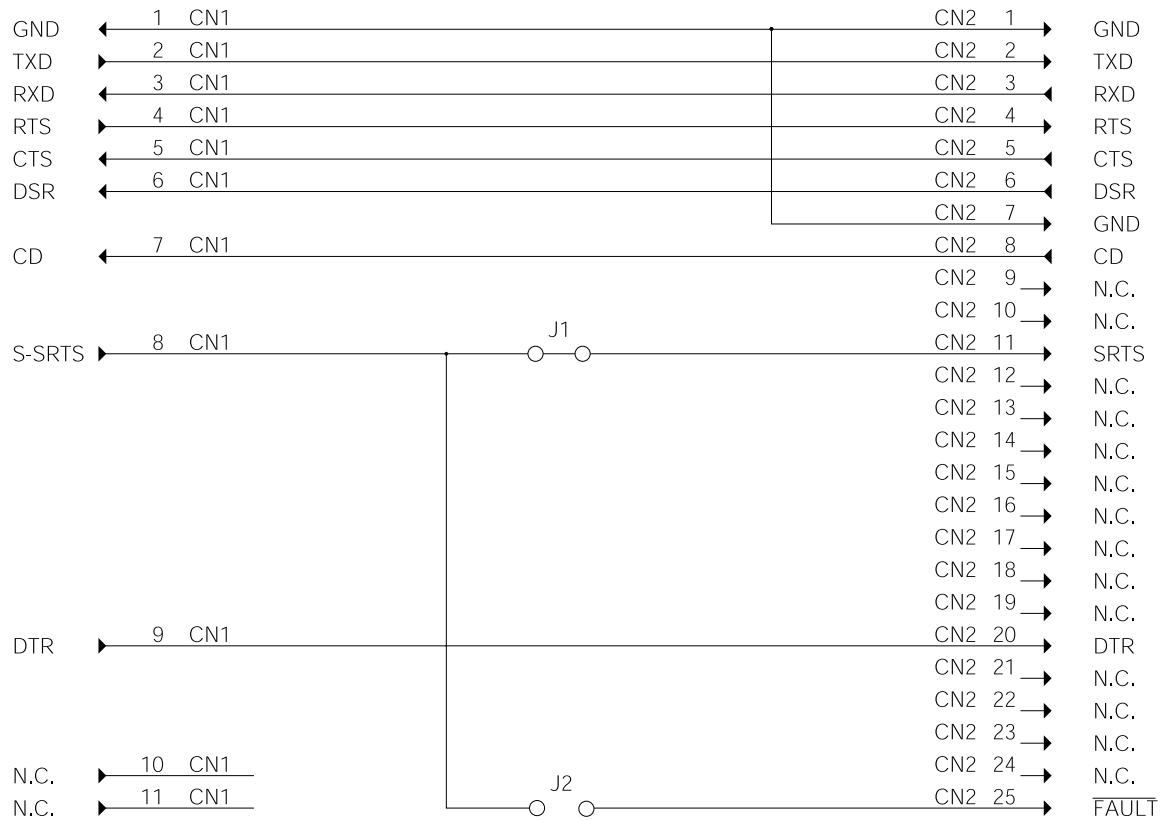 GND 1 CN1 CN2 1 GND
TXD 2 CN1 CN2 2 TXD
RXD 3 CN1 CN2 3 RXD
RTS 4 CN1 CN2 4 RTS
CTS 5 CN1 CN2 5 CTS
DSR 6 CN1 CN2 6 DSR
CN2 7 GND
CD 7 CN1 CN2 8 CD
CN2 9 N.C.
CN2 10 N.C.
J1
S-SRTS 8 CN1 CN2 11 SRTS
CN2 12 N.C.
CN2 13 N.C.
CN2 14 N.C.
CN2 15 N.C.
CN2 16 N.C.
CN2 17 N.C.
CN2 18 N.C.
CN2 19 N.C.
DTR 9 CN1 CN2 20 DTR
CN2 21 N.C.
CN2 22 N.C.
CN2 23 N.C.
N.C. 10 CN1 CN2 24 N.C.
J2
N.C. 11 CN1 CN2 25 FAULT